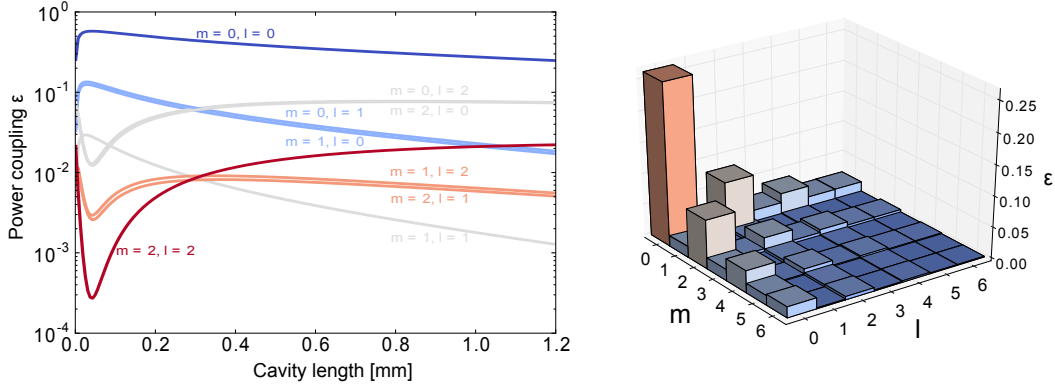 10⁰
10⁻¹
10⁻²
10⁻³
10⁻⁴
Power coupling ε
m = 0, l = 0
m = 0, l = 2
m = 2, l = 0
m = 0, l = 1
m = 1, l = 0
m = 1, l = 2
m = 2, l = 1
m = 1, l = 1
m = 2, l = 2
0.0 0.2 0.4 0.6 0.8 1.0 1.2
Cavity length [mm]
0.25
0.20
0.15
0.10
0.05
0.00
ε
0 1 2 3 4 5 6
m
0 1 2 3 4 5 6
l